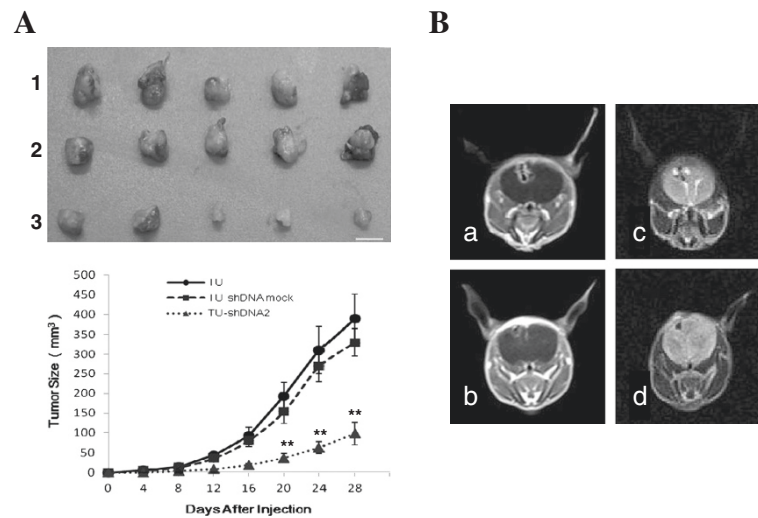 A
B
1
2
3
a
c
b
d
500
450
400
350
300
250
200
150
100
50
0
TU
TU shDNA mock
TU-shDNA2
** ** **
Tumor Size ( mm³ )
0 4 8 12 16 20 24 28
Days After Injection